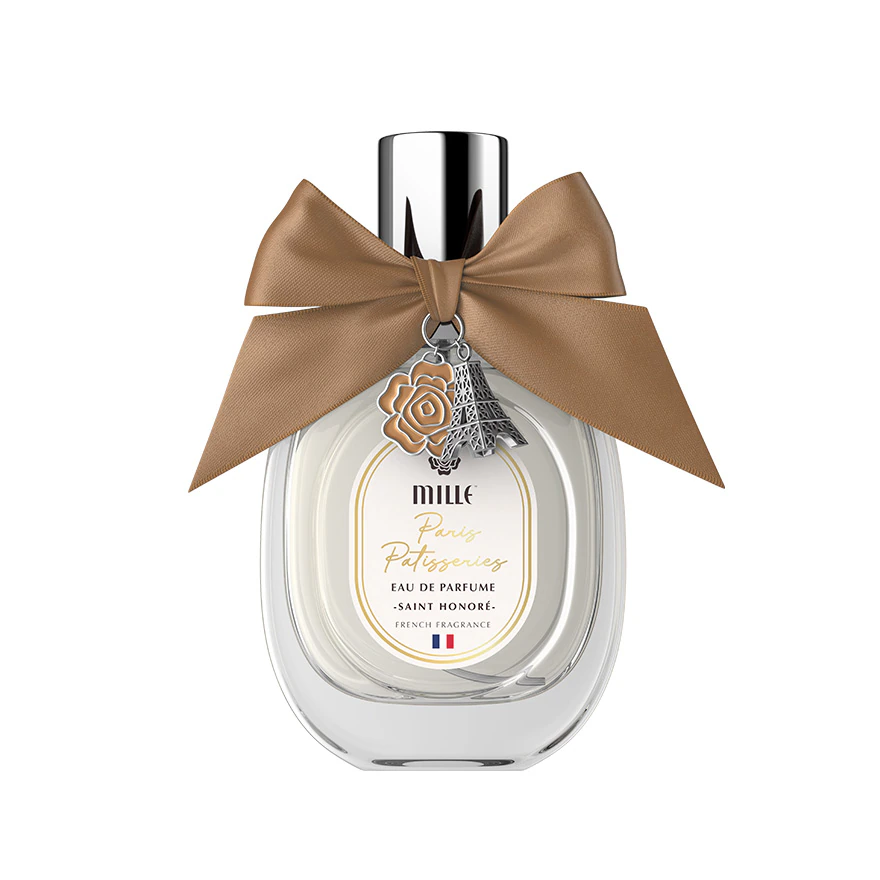 MILLE
Paris
Patisseries
EAU DE PARFUME
-SAINT HONORÉ-
FRENCH FRAGRANCE